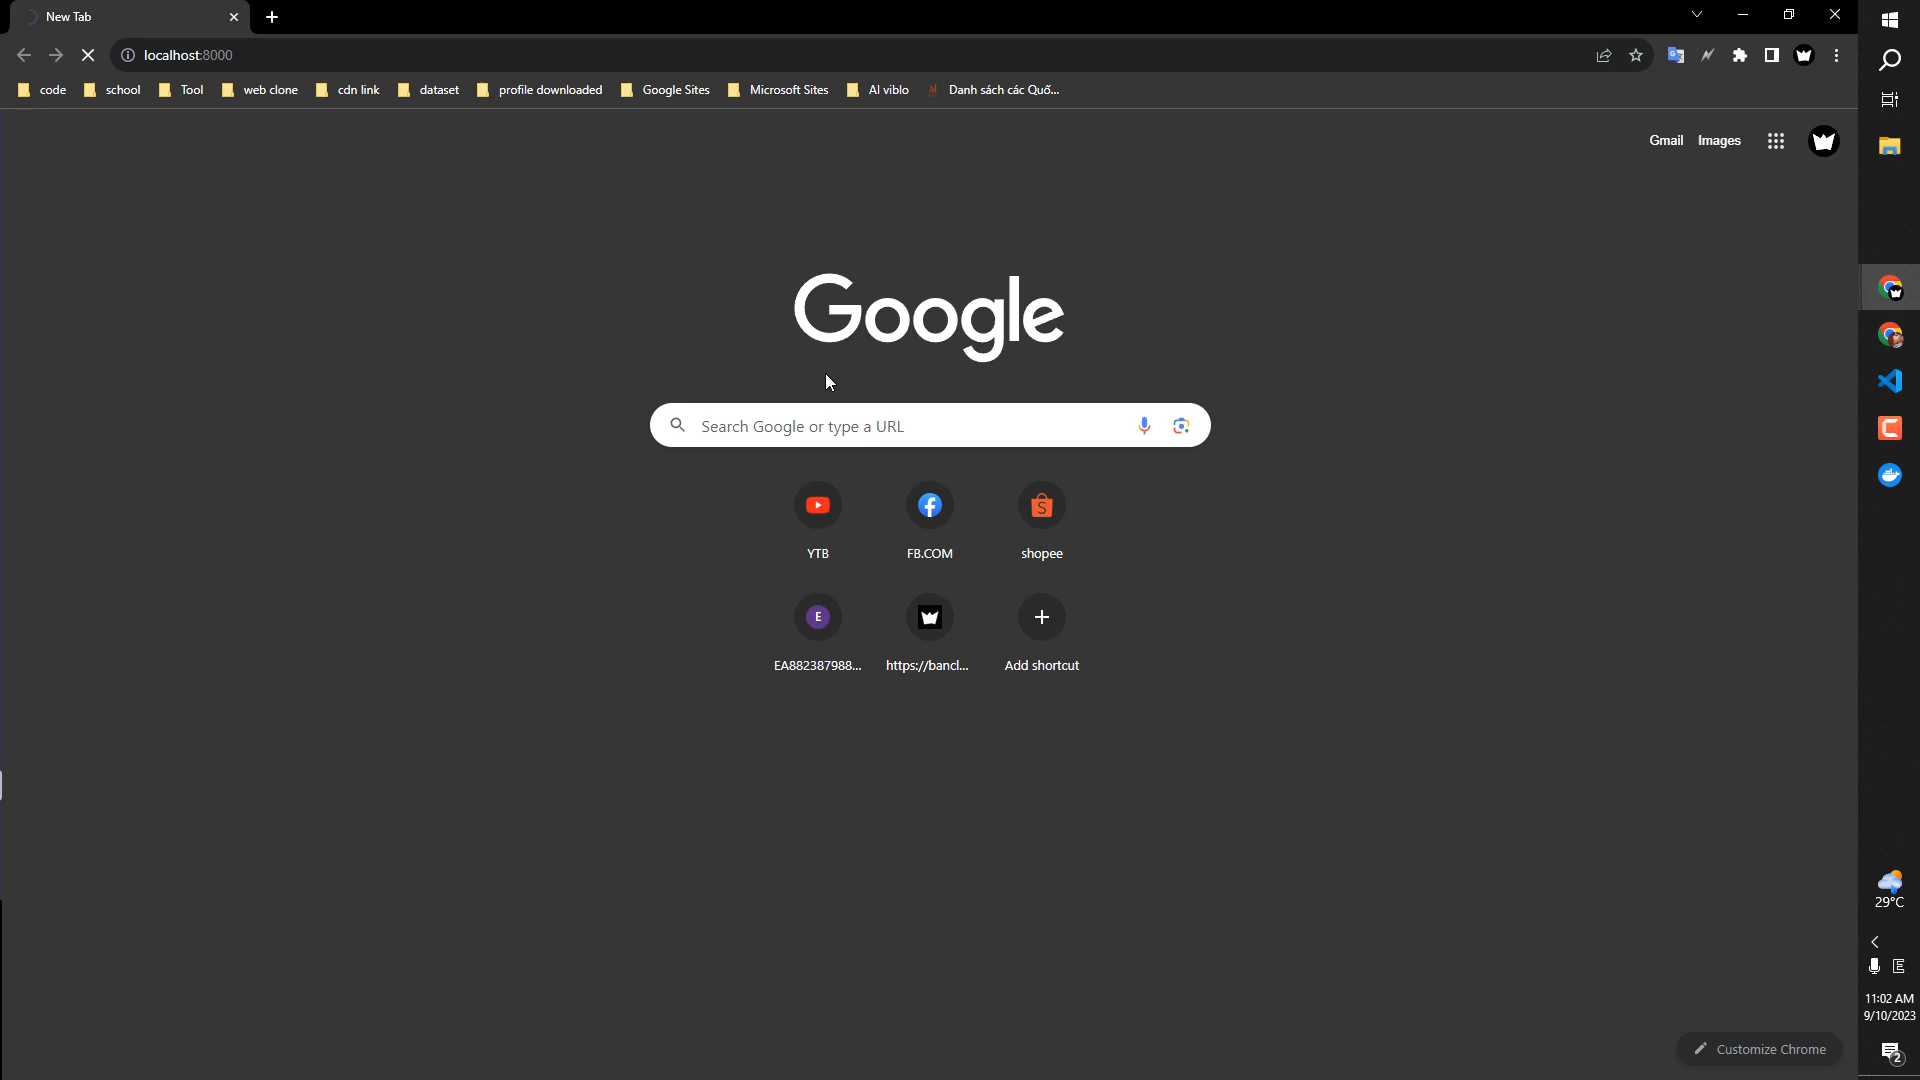 New Tab
localhost:8000
code school Tool web clone cdn link dataset profile downloaded Google Sites Microsoft Sites AI viblo Danh sách các Quố...
Gmail Images
Google
Search Google or type a URL
YTB FB.COM shopee
E
EA882387988... https://bancl... Add shortcut
29°C
E
11:02 AM
9/10/2023
Customize Chrome
2